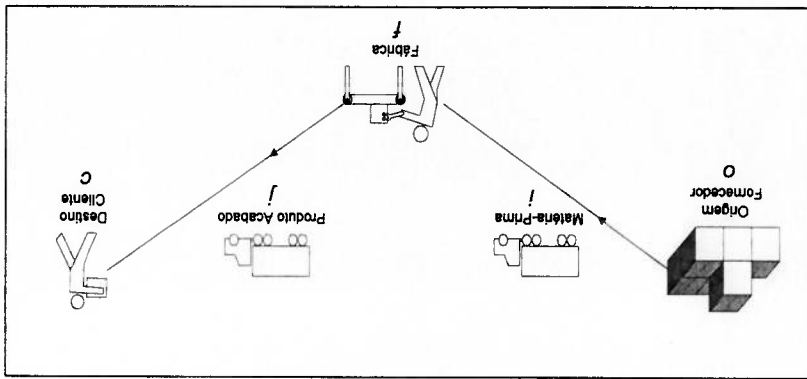 Origem
Fornecedor
O
Matéria-Prima
i
Produto Acabado
j
Destino
Cliente
C
Fábrica
f